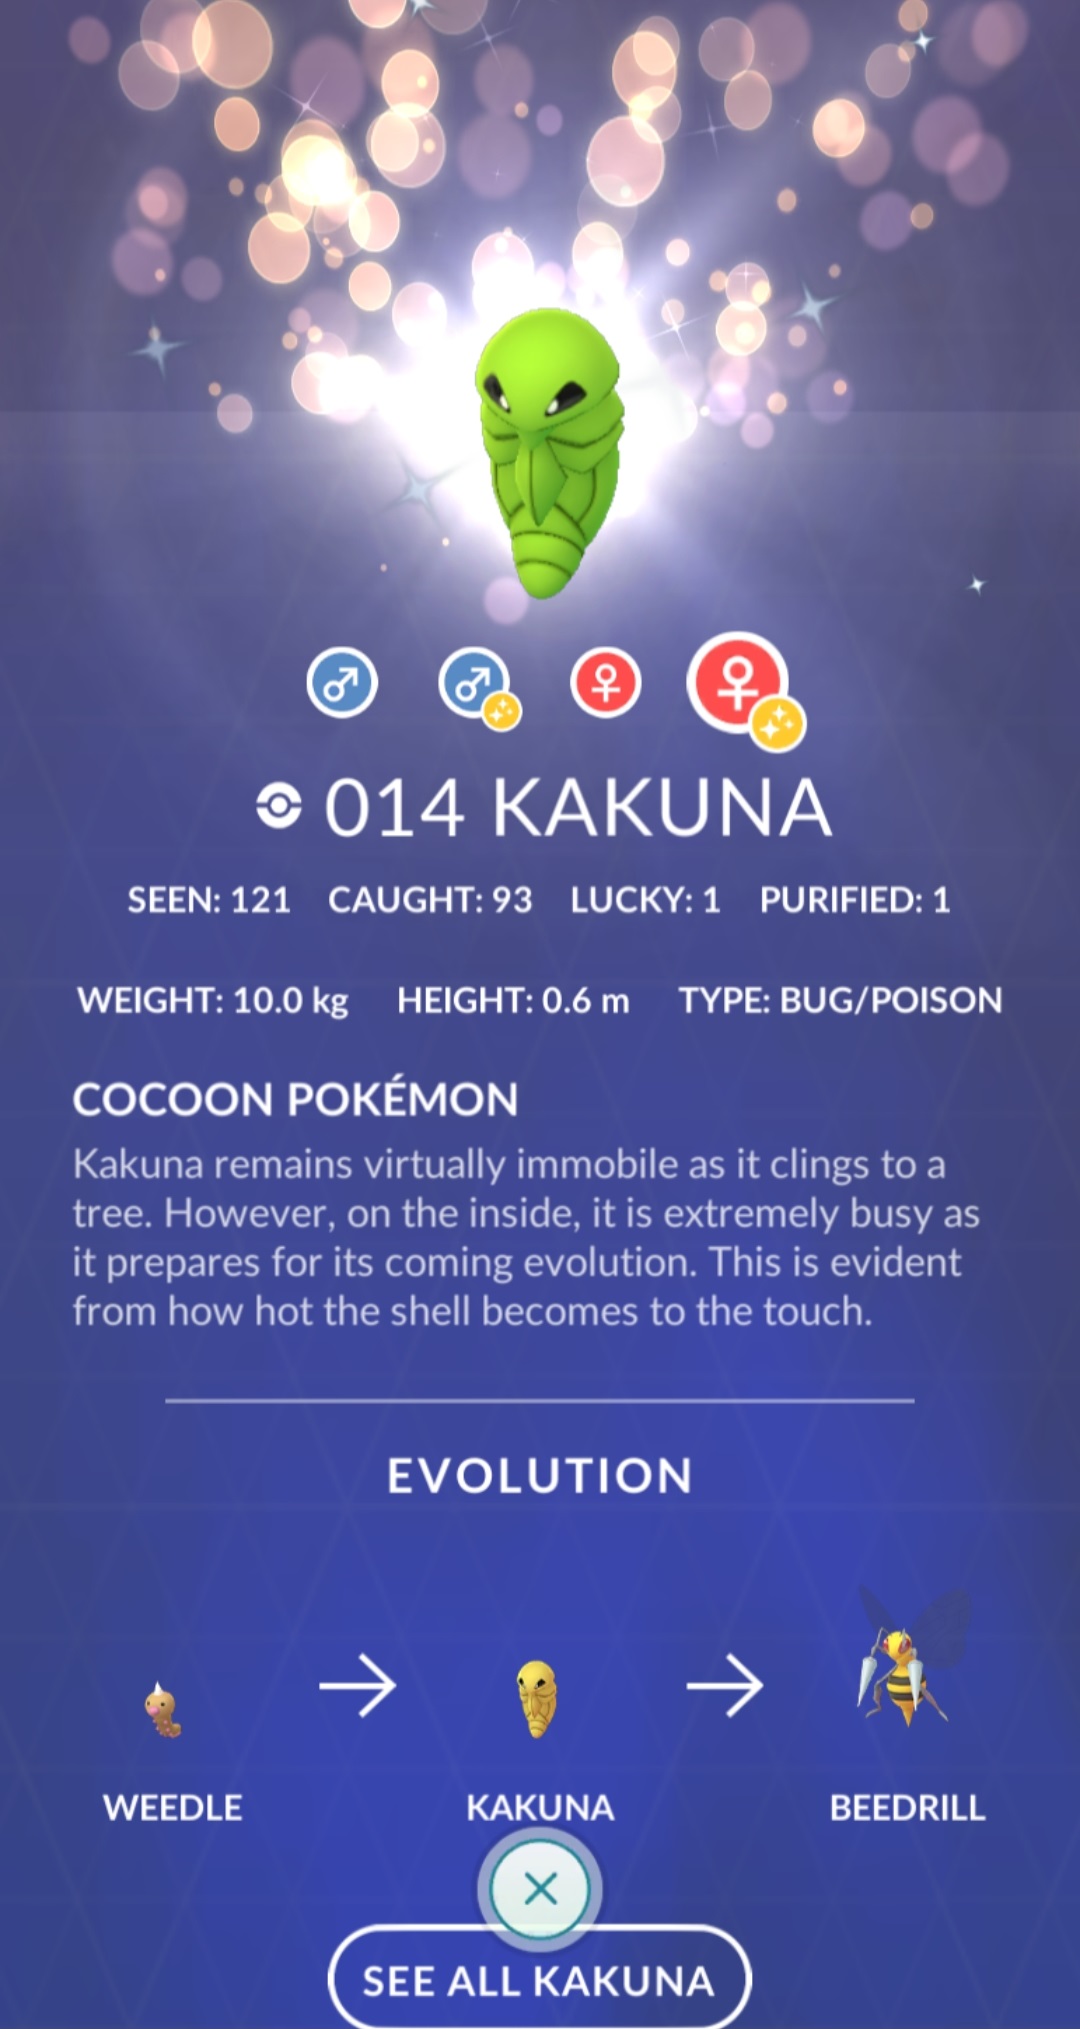 014 KAKUNA
SEEN: 121 CAUGHT: 93 LUCKY: 1 PURIFIED: 1
WEIGHT: 10.0 kg HEIGHT: 0.6 m TYPE: BUG/POISON
COCOON POKÉMON
Kakuna remains virtually immobile as it clings to a
tree. However, on the inside, it is extremely busy as
it prepares for its coming evolution. This is evident
from how hot the shell becomes to the touch.
EVOLUTION
WEEDLE KAKUNA BEEDRILL
SEE ALL KAKUNA